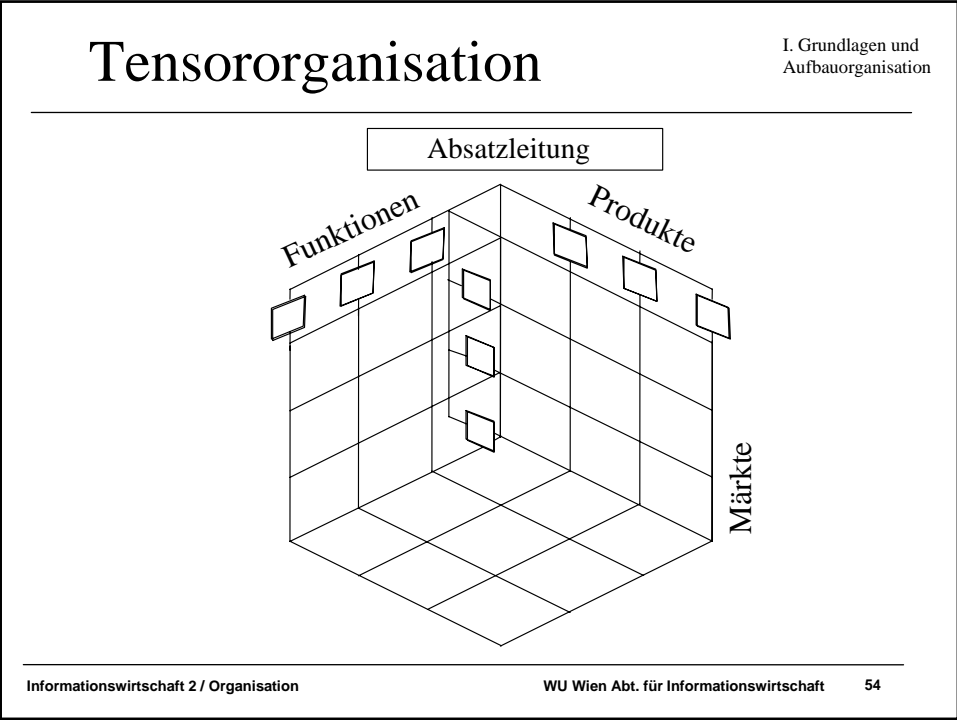 Tensororganisation
I. Grundlagen und
Aufbauorganisation
Absatzleitung
Funktionen
Produkte
Märkte
Informationswirtschaft 2 / Organisation
WU Wien Abt. für Informationswirtschaft 54